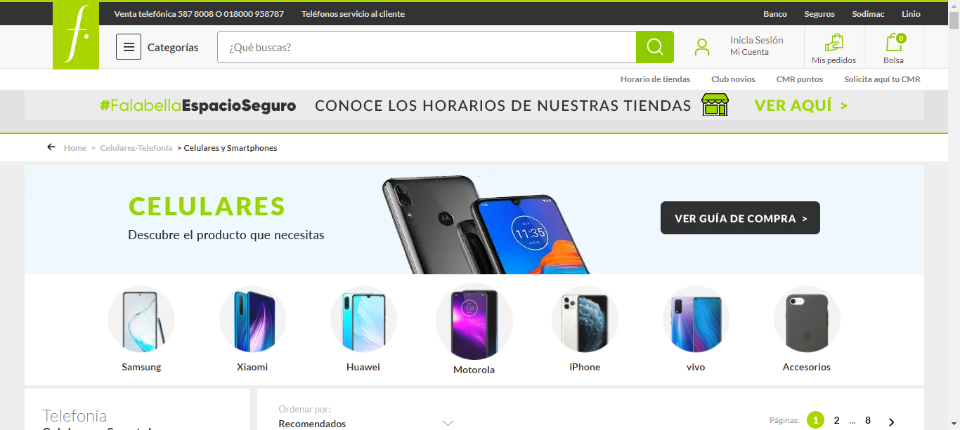 f.
Venta telefónica 587 8008 O 018000 958787 Teléfonos servicio al cliente Banco Seguros Sodimac Linio
Categorías ¿Qué buscas? Inicia Sesión
Mi Cuenta
Mis pedidos
0
Bolsa
Horario de tiendas Club novios CMR puntos Solicita aquí tu CMR
#FalabellaEspacioSeguro CONOCE LOS HORARIOS DE NUESTRAS TIENDAS VER AQUÍ >
Home > Celulares-Telefonía > Celulares y Smartphones
CELULARES
Descubre el producto que necesitas
11:35
VER GUÍA DE COMPRA >
Samsung Xiaomi Huawei Motorola iPhone vivo Accesorios
Telefonía
Ordenar por:
Recomendados
Páginas: 1 2 ... 8 >